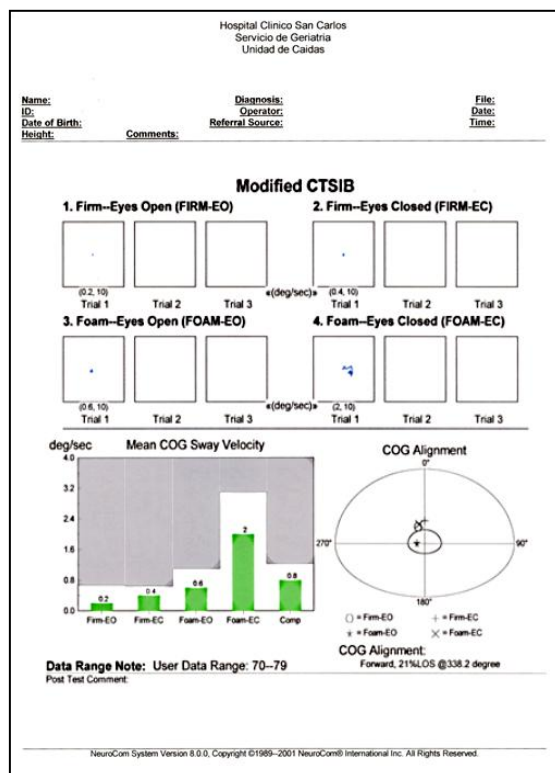 Hospital Clinico San Carlos
Servicio de Geriatria
Unidad de Caidas
Name: Diagnosis: File:
ID: Operator: Date:
Date of Birth: Referral Source: Time:
Height: Comments:
Modified CTSIB
1. Firm--Eyes Open (FIRM-EO) 2. Firm--Eyes Closed (FIRM-EC)
(0.2, 10) «(deg/sec)» (0.4, 10)
Trial 1 Trial 2 Trial 3 Trial 1 Trial 2 Trial 3
3. Foam--Eyes Open (FOAM-EO) 4. Foam--Eyes Closed (FOAM-EC)
(0.6, 10) «(deg/sec)» (2, 10)
Trial 1 Trial 2 Trial 3 Trial 1 Trial 2 Trial 3
deg/sec Mean COG Sway Velocity
4.0
3.2
2.4
1.6
0.8
0.0
0.2 0.4 0.6 2 0.8
Firm-EO Firm-EC Foam-EO Foam-EC Comp
COG Alignment
0°
270° 90°
180°
= Firm-EO + = Firm-EC
= Foam-EO X = Foam-EC
COG Alignment:
Forward, 21%LOS @338.2 degree
Data Range Note: User Data Range: 70--79
Post Test Comment:
NeuroCom System Version 8.0.0, Copyright ©1989--2001 NeuroCom® International Inc. All Rights Reserved.